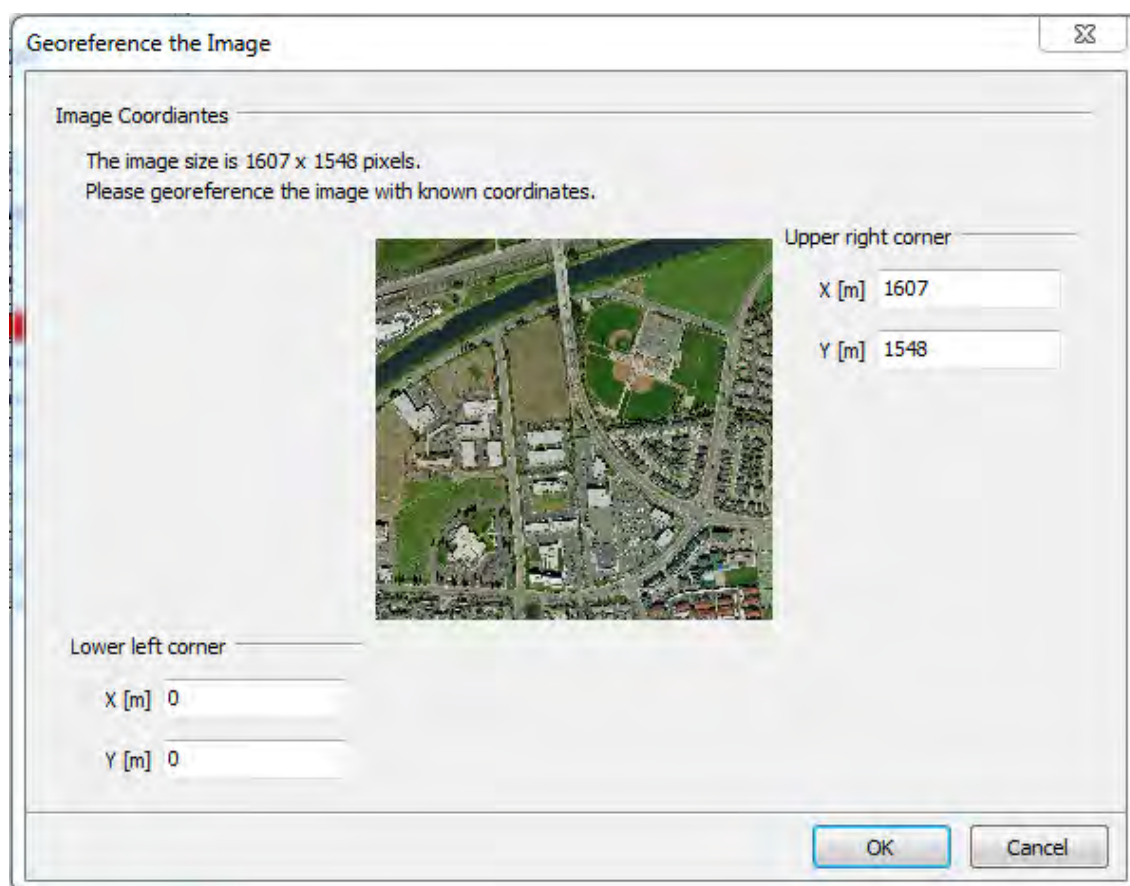 Georeference the Image
Image Coordiantes
The image size is 1607 x 1548 pixels.
Please georeference the image with known coordinates.
Upper right corner
X [m] 1607
Y [m] 1548
Lower left corner
X [m] 0
Y [m] 0
OK Cancel